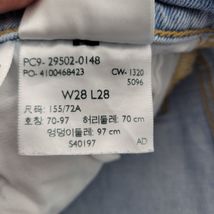 PC9- 29502-0148
PO- 4100468423 CW- 1320
5096
W28 L28
尺码 : 155/72A
호칭 : 70-97 허리둘레 : 70 cm
엉덩이둘레 : 97 cm
S40197 AD